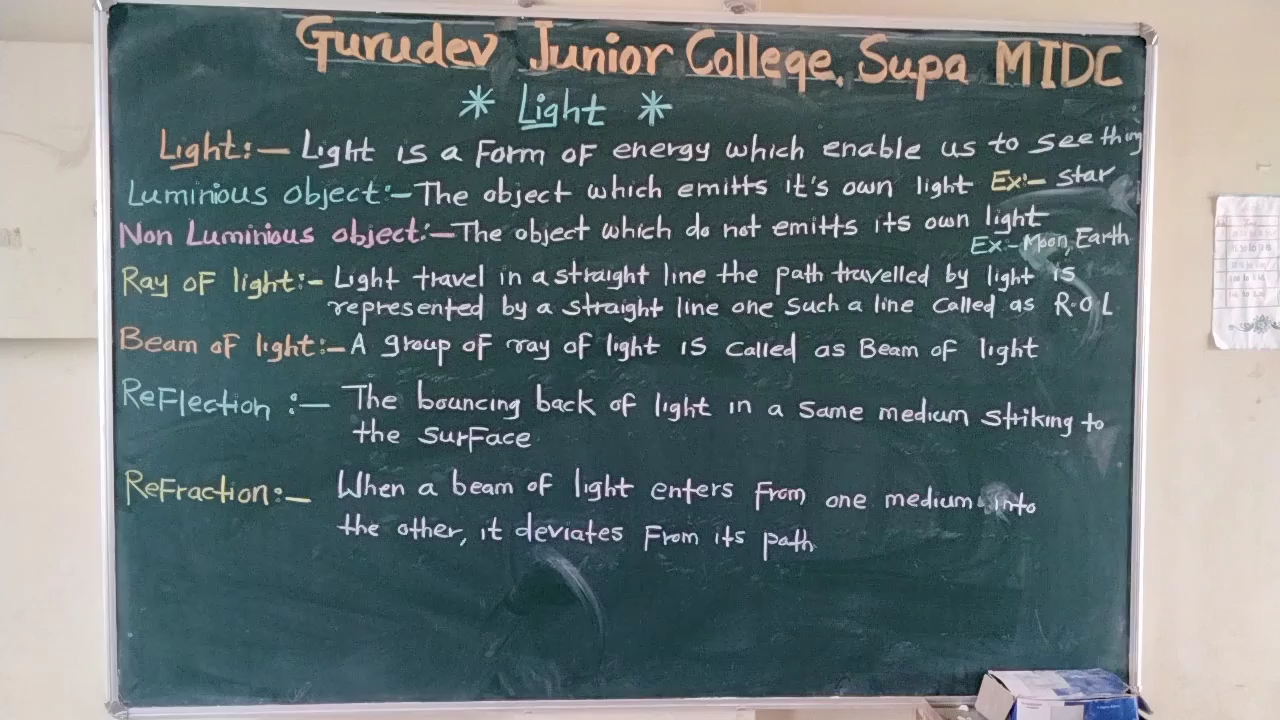 Gurudev Junior College, Supa MIDC
* Light *
Light:- Light is a form of energy which enable us to see thing
Luminious object:- The object which emitts it's own light Ex:- star
Non Luminious object:- The object which do not emitts its own light
Ex:- Moon, Earth
Ray of light:- Light travel in a straight line the path travelled by light is
represented by a straight line one such a line called as R.O.L
Beam of light:- A group of ray of light is called as Beam of light
Reflection :- The bouncing back of light in a same medium striking to
the surface
Refraction:- When a beam of light enters from one medium into
the other, it deviates from its path